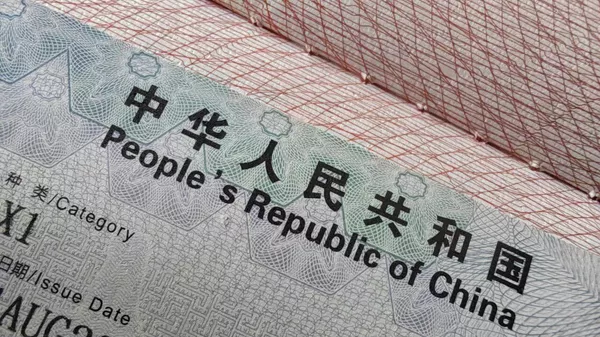 中华人民共和国
People's Republic of China
种 类/Category
X1
日期/Issue Date
AUG